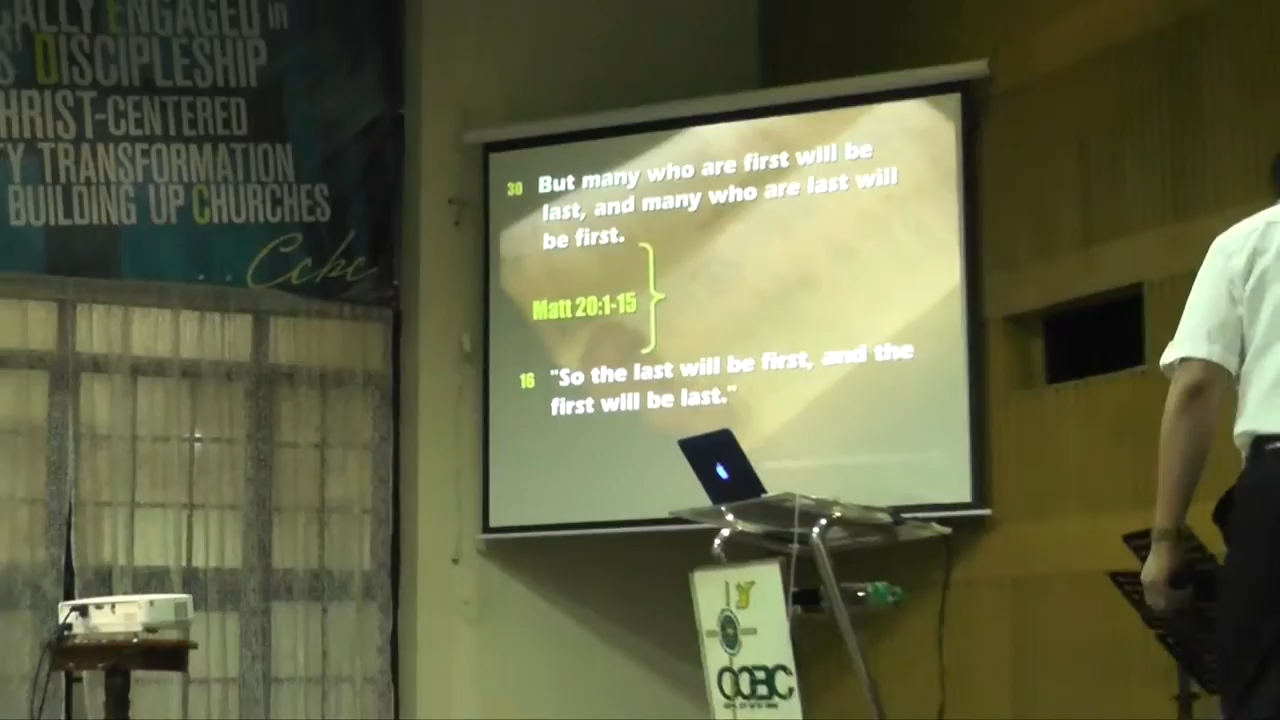 ALLY ENGAGED in
S DISCIPLESHIP
HRIST-CENTERED
TY TRANSFORMATION
BUILDING UP CHURCHES
...Ccbc
30 But many who are first will be
last, and many who are last will
be first.
Matt 20:1-15
16 "So the last will be first, and the
first will be last."
CCBC